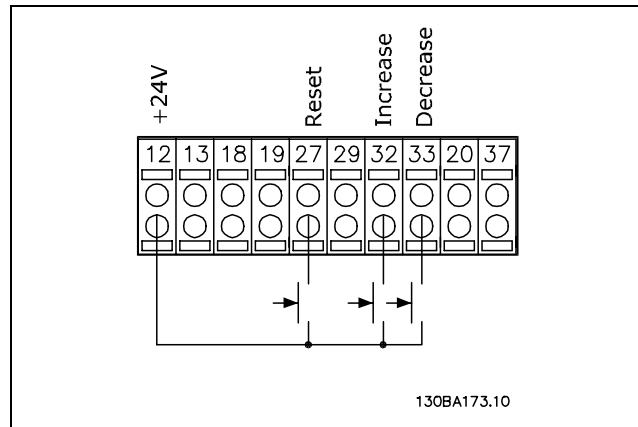 +24V
Reset
Increase
Decrease
12 13 18 19 27 29 32 33 20 37
130BA173.10